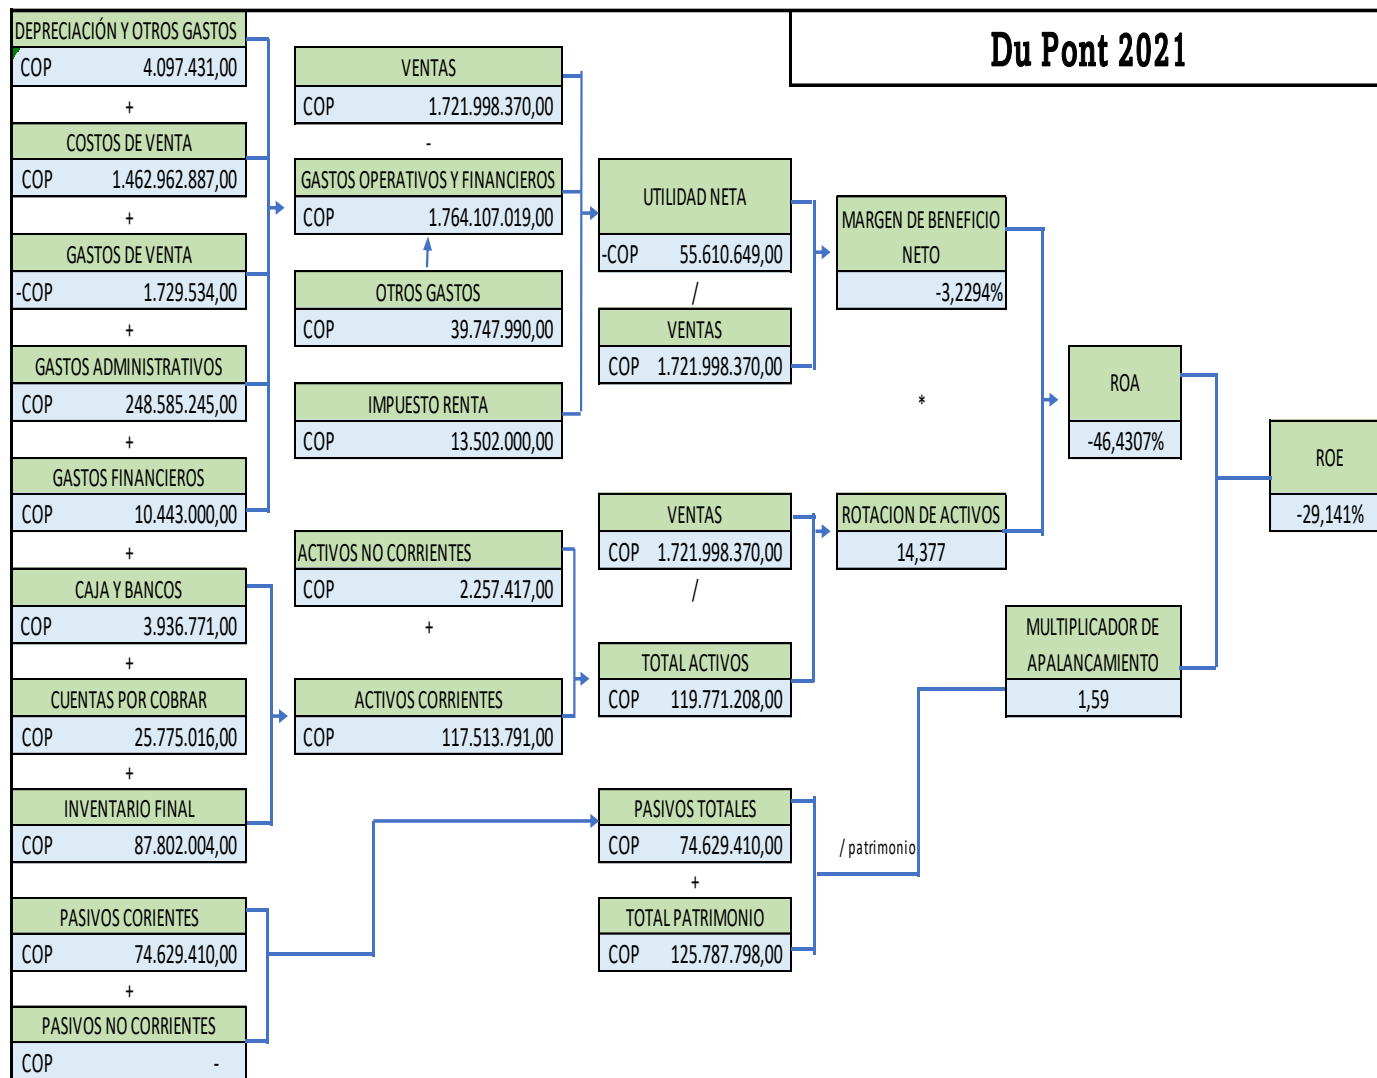 Du Pont 2021
DEPRECIACIÓN Y OTROS GASTOS
COP 4.097.431,00
+
COSTOS DE VENTA
COP 1.462.962.887,00
+
GASTOS DE VENTA
-COP 1.729.534,00
+
GASTOS ADMINISTRATIVOS
COP 248.585.245,00
+
GASTOS FINANCIEROS
COP 10.443.000,00
+
CAJA Y BANCOS
COP 3.936.771,00
+
CUENTAS POR COBRAR
COP 25.775.016,00
+
INVENTARIO FINAL
COP 87.802.004,00
PASIVOS CORIENTES
COP 74.629.410,00
+
PASIVOS NO CORRIENTES
COP -
VENTAS
COP 1.721.998.370,00
-
GASTOS OPERATIVOS Y FINANCIEROS
COP 1.764.107.019,00
OTROS GASTOS
COP 39.747.990,00
IMPUESTO RENTA
COP 13.502.000,00
ACTIVOS NO CORRIENTES
COP 2.257.417,00
+
ACTIVOS CORRIENTES
COP 117.513.791,00
UTILIDAD NETA
-COP 55.610.649,00
/
VENTAS
COP 1.721.998.370,00
VENTAS
COP 1.721.998.370,00
/
TOTAL ACTIVOS
COP 119.771.208,00
PASIVOS TOTALES
COP 74.629.410,00
+
TOTAL PATRIMONIO
COP 125.787.798,00
/ patrimonio
MARGEN DE BENEFICIO
NETO
-3,2294%
*
ROTACION DE ACTIVOS
14,377
ROA
-46,4307%
MULTIPLICADOR DE
APALANCAMIENTO
1,59
ROE
-29,141%